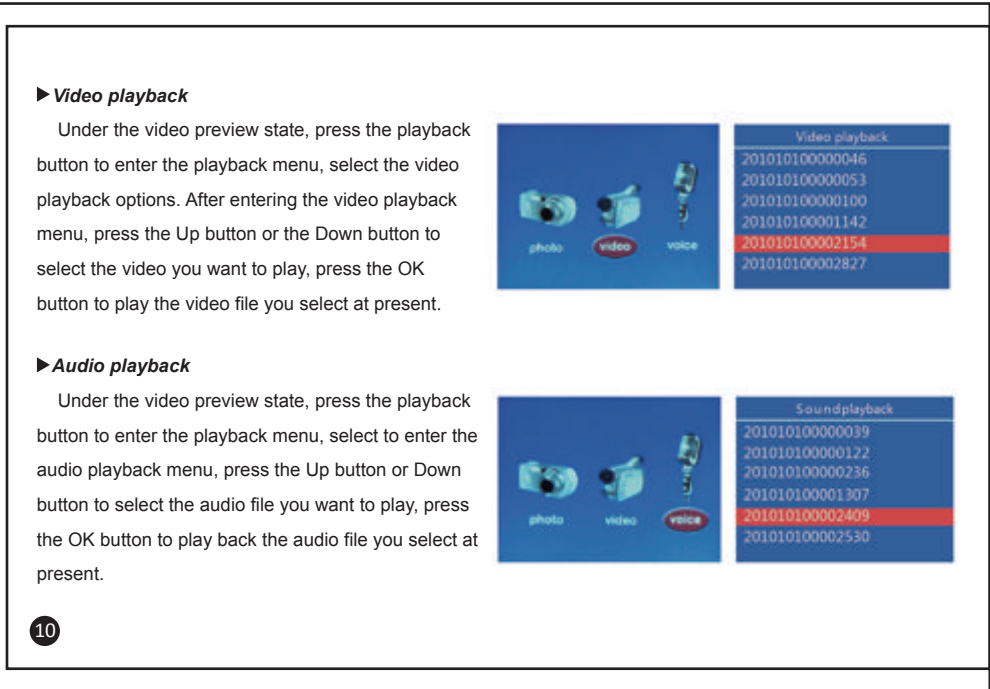 ▶Video playback
Under the video preview state, press the playback
button to enter the playback menu, select the video
playback options. After entering the video playback
menu, press the Up button or the Down button to
select the video you want to play, press the OK
button to play the video file you select at present.
photo video voice
Video playback
201010100000046
201010100000053
201010100000100
201010100001142
201010100002154
201010100002827
▶Audio playback
Under the video preview state, press the playback
button to enter the playback menu, select to enter the
audio playback menu, press the Up button or Down
button to select the audio file you want to play, press
the OK button to play back the audio file you select at
present.
photo video voice
Soundplayback
201010100000039
201010100000122
201010100000236
201010100001307
201010100002409
201010100002530
10